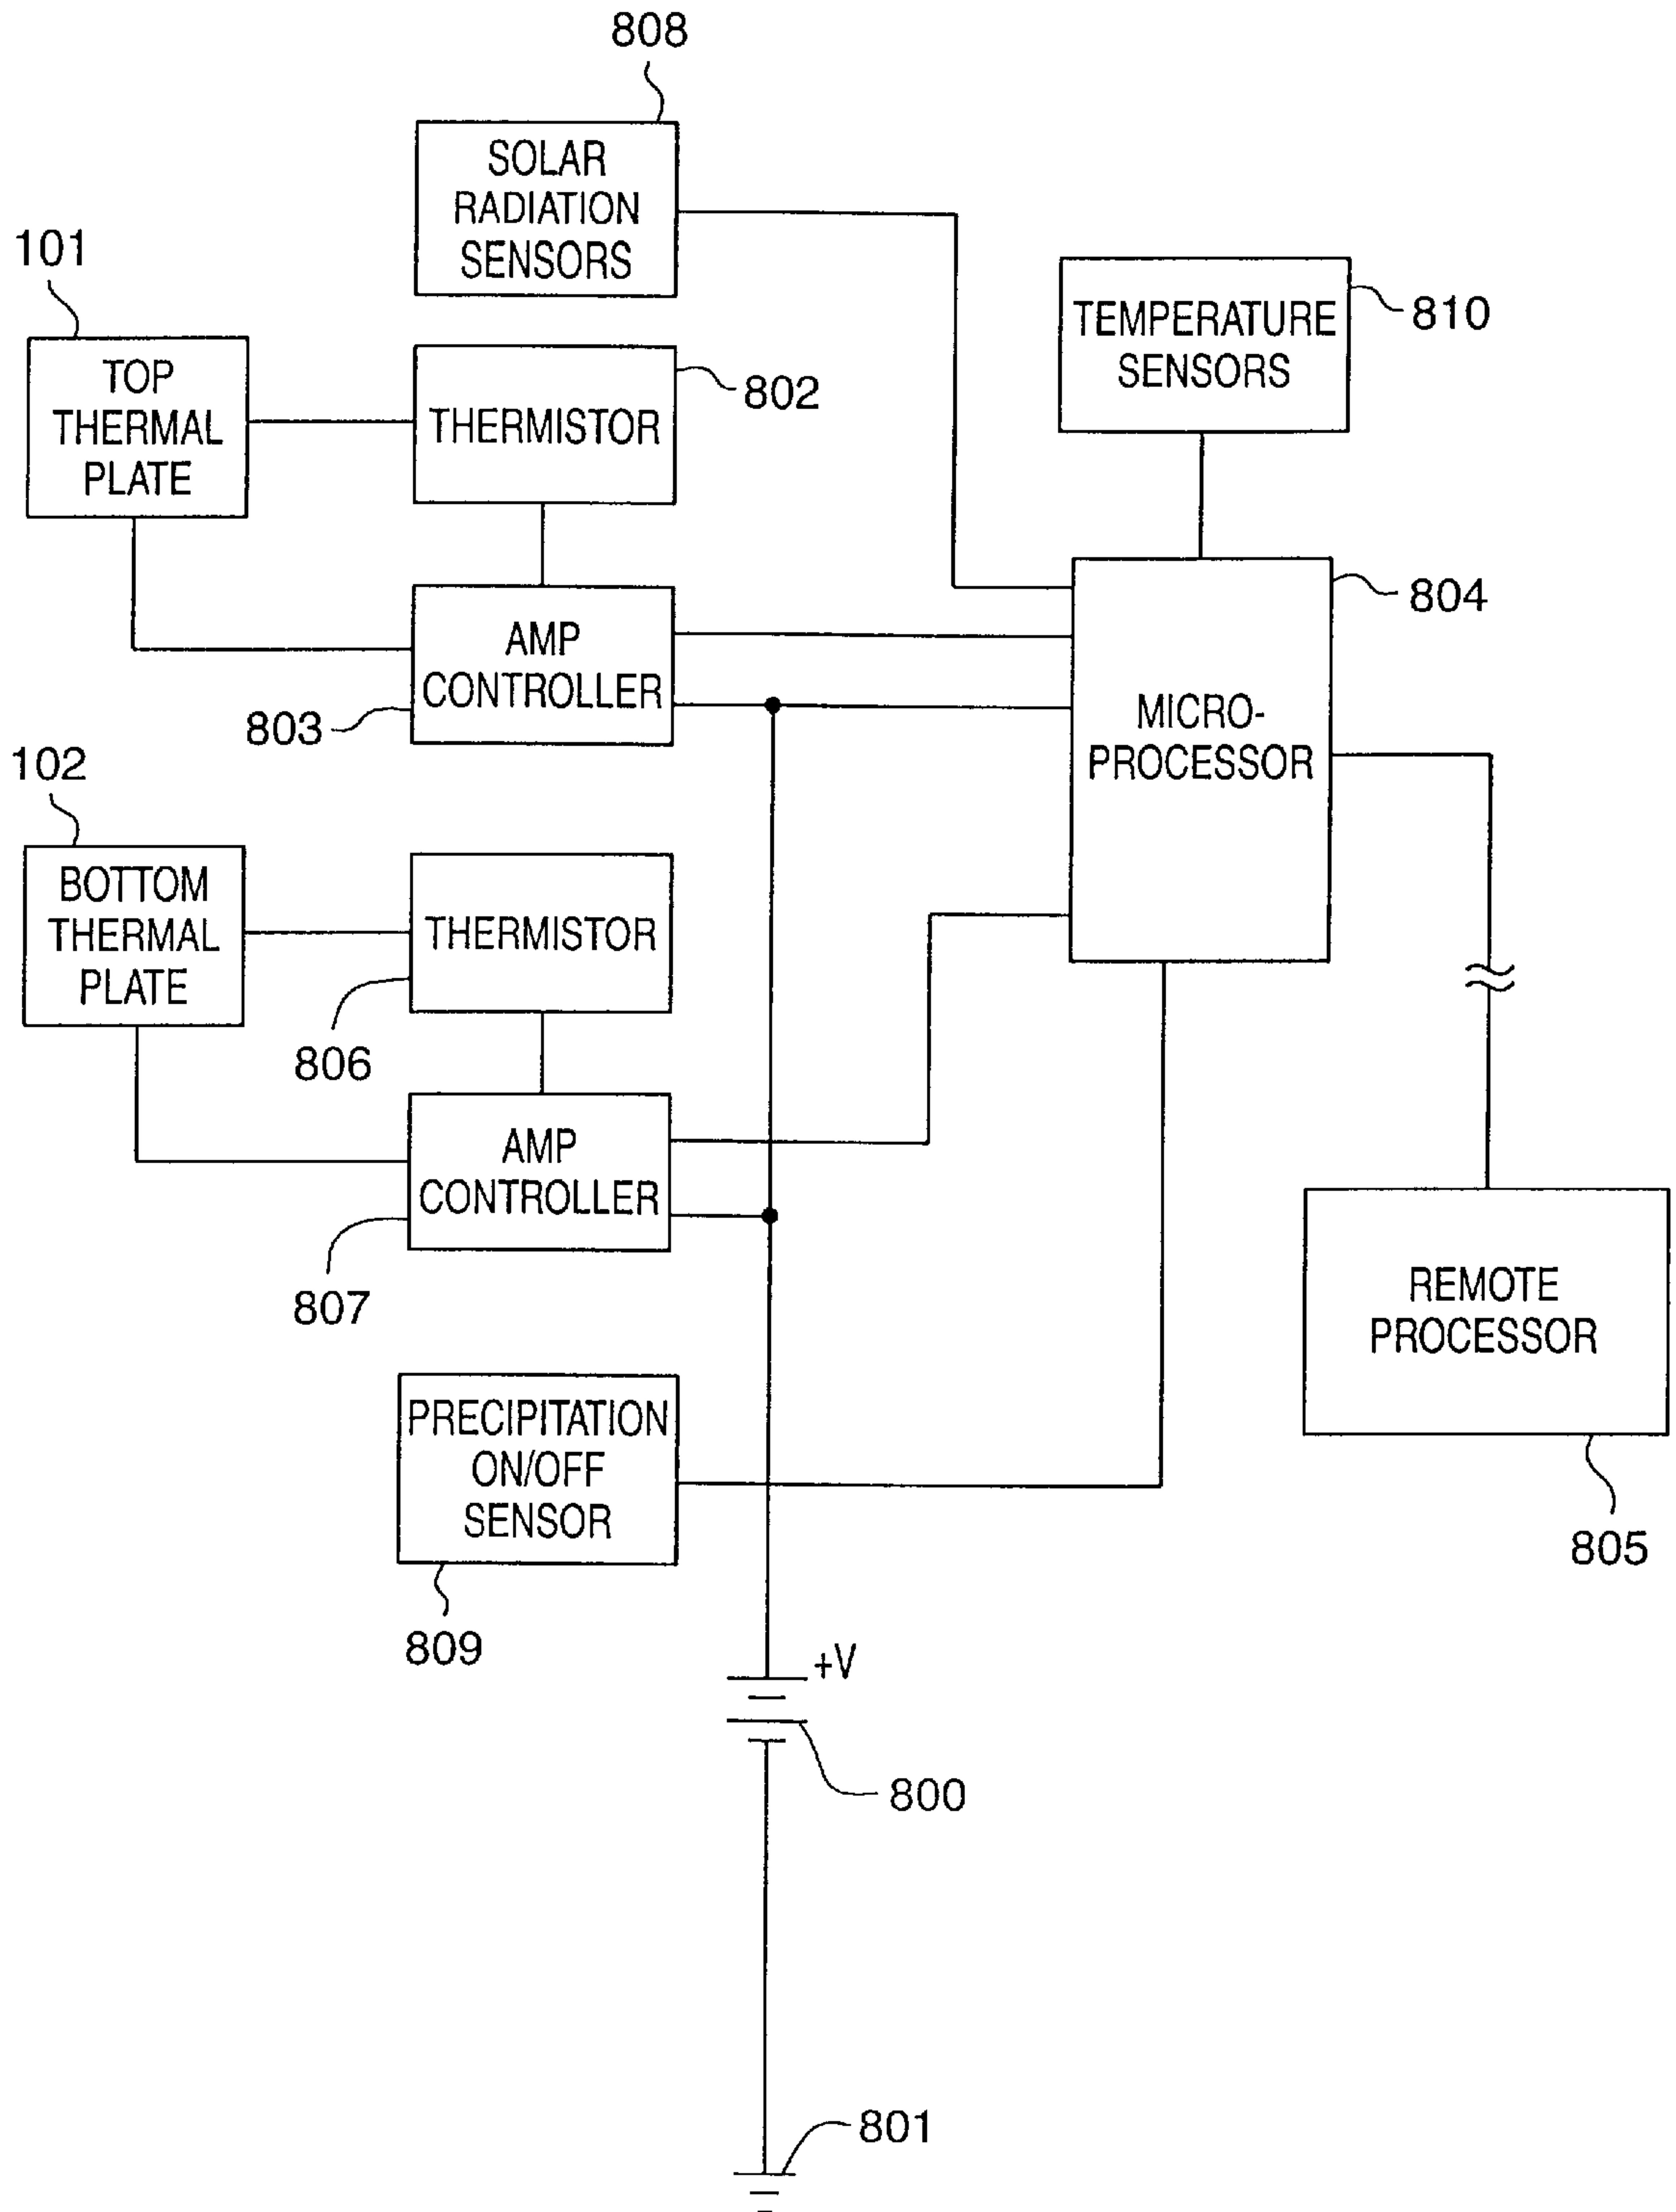 808
SOLAR
RADIATION
SENSORS
101
TOP
THERMAL
PLATE
THERMISTOR
802
TEMPERATURE
SENSORS
810
AMP
CONTROLLER
803
MICRO-
PROCESSOR
804
102
BOTTOM
THERMAL
PLATE
THERMISTOR
806
AMP
CONTROLLER
807
REMOTE
PROCESSOR
805
PRECIPITATION
ON/OFF
SENSOR
809
+V
800
801